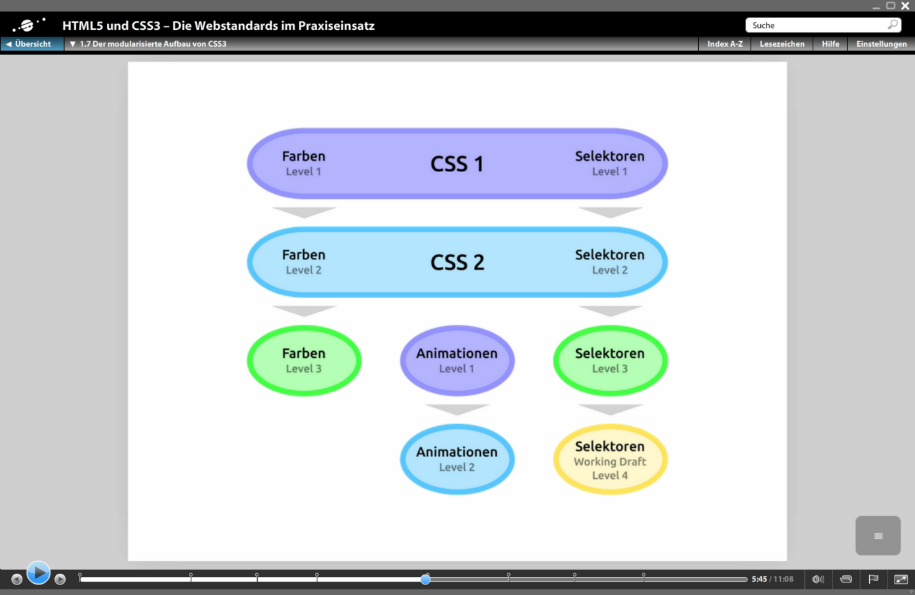 HTML5 und CSS3 – Die Webstandards im Praxiseinsatz
Suche
Übersicht
1.7 Der modularisierte Aufbau von CSS3
Index A-Z
Lesezeichen
Hilfe
Einstellungen
Farben
Level 1
CSS 1
Selektoren
Level 1
Farben
Level 2
CSS 2
Selektoren
Level 2
Farben
Level 3
Animationen
Level 1
Selektoren
Level 3
Animationen
Level 2
Selektoren
Working Draft
Level 4
5:45 / 11:08